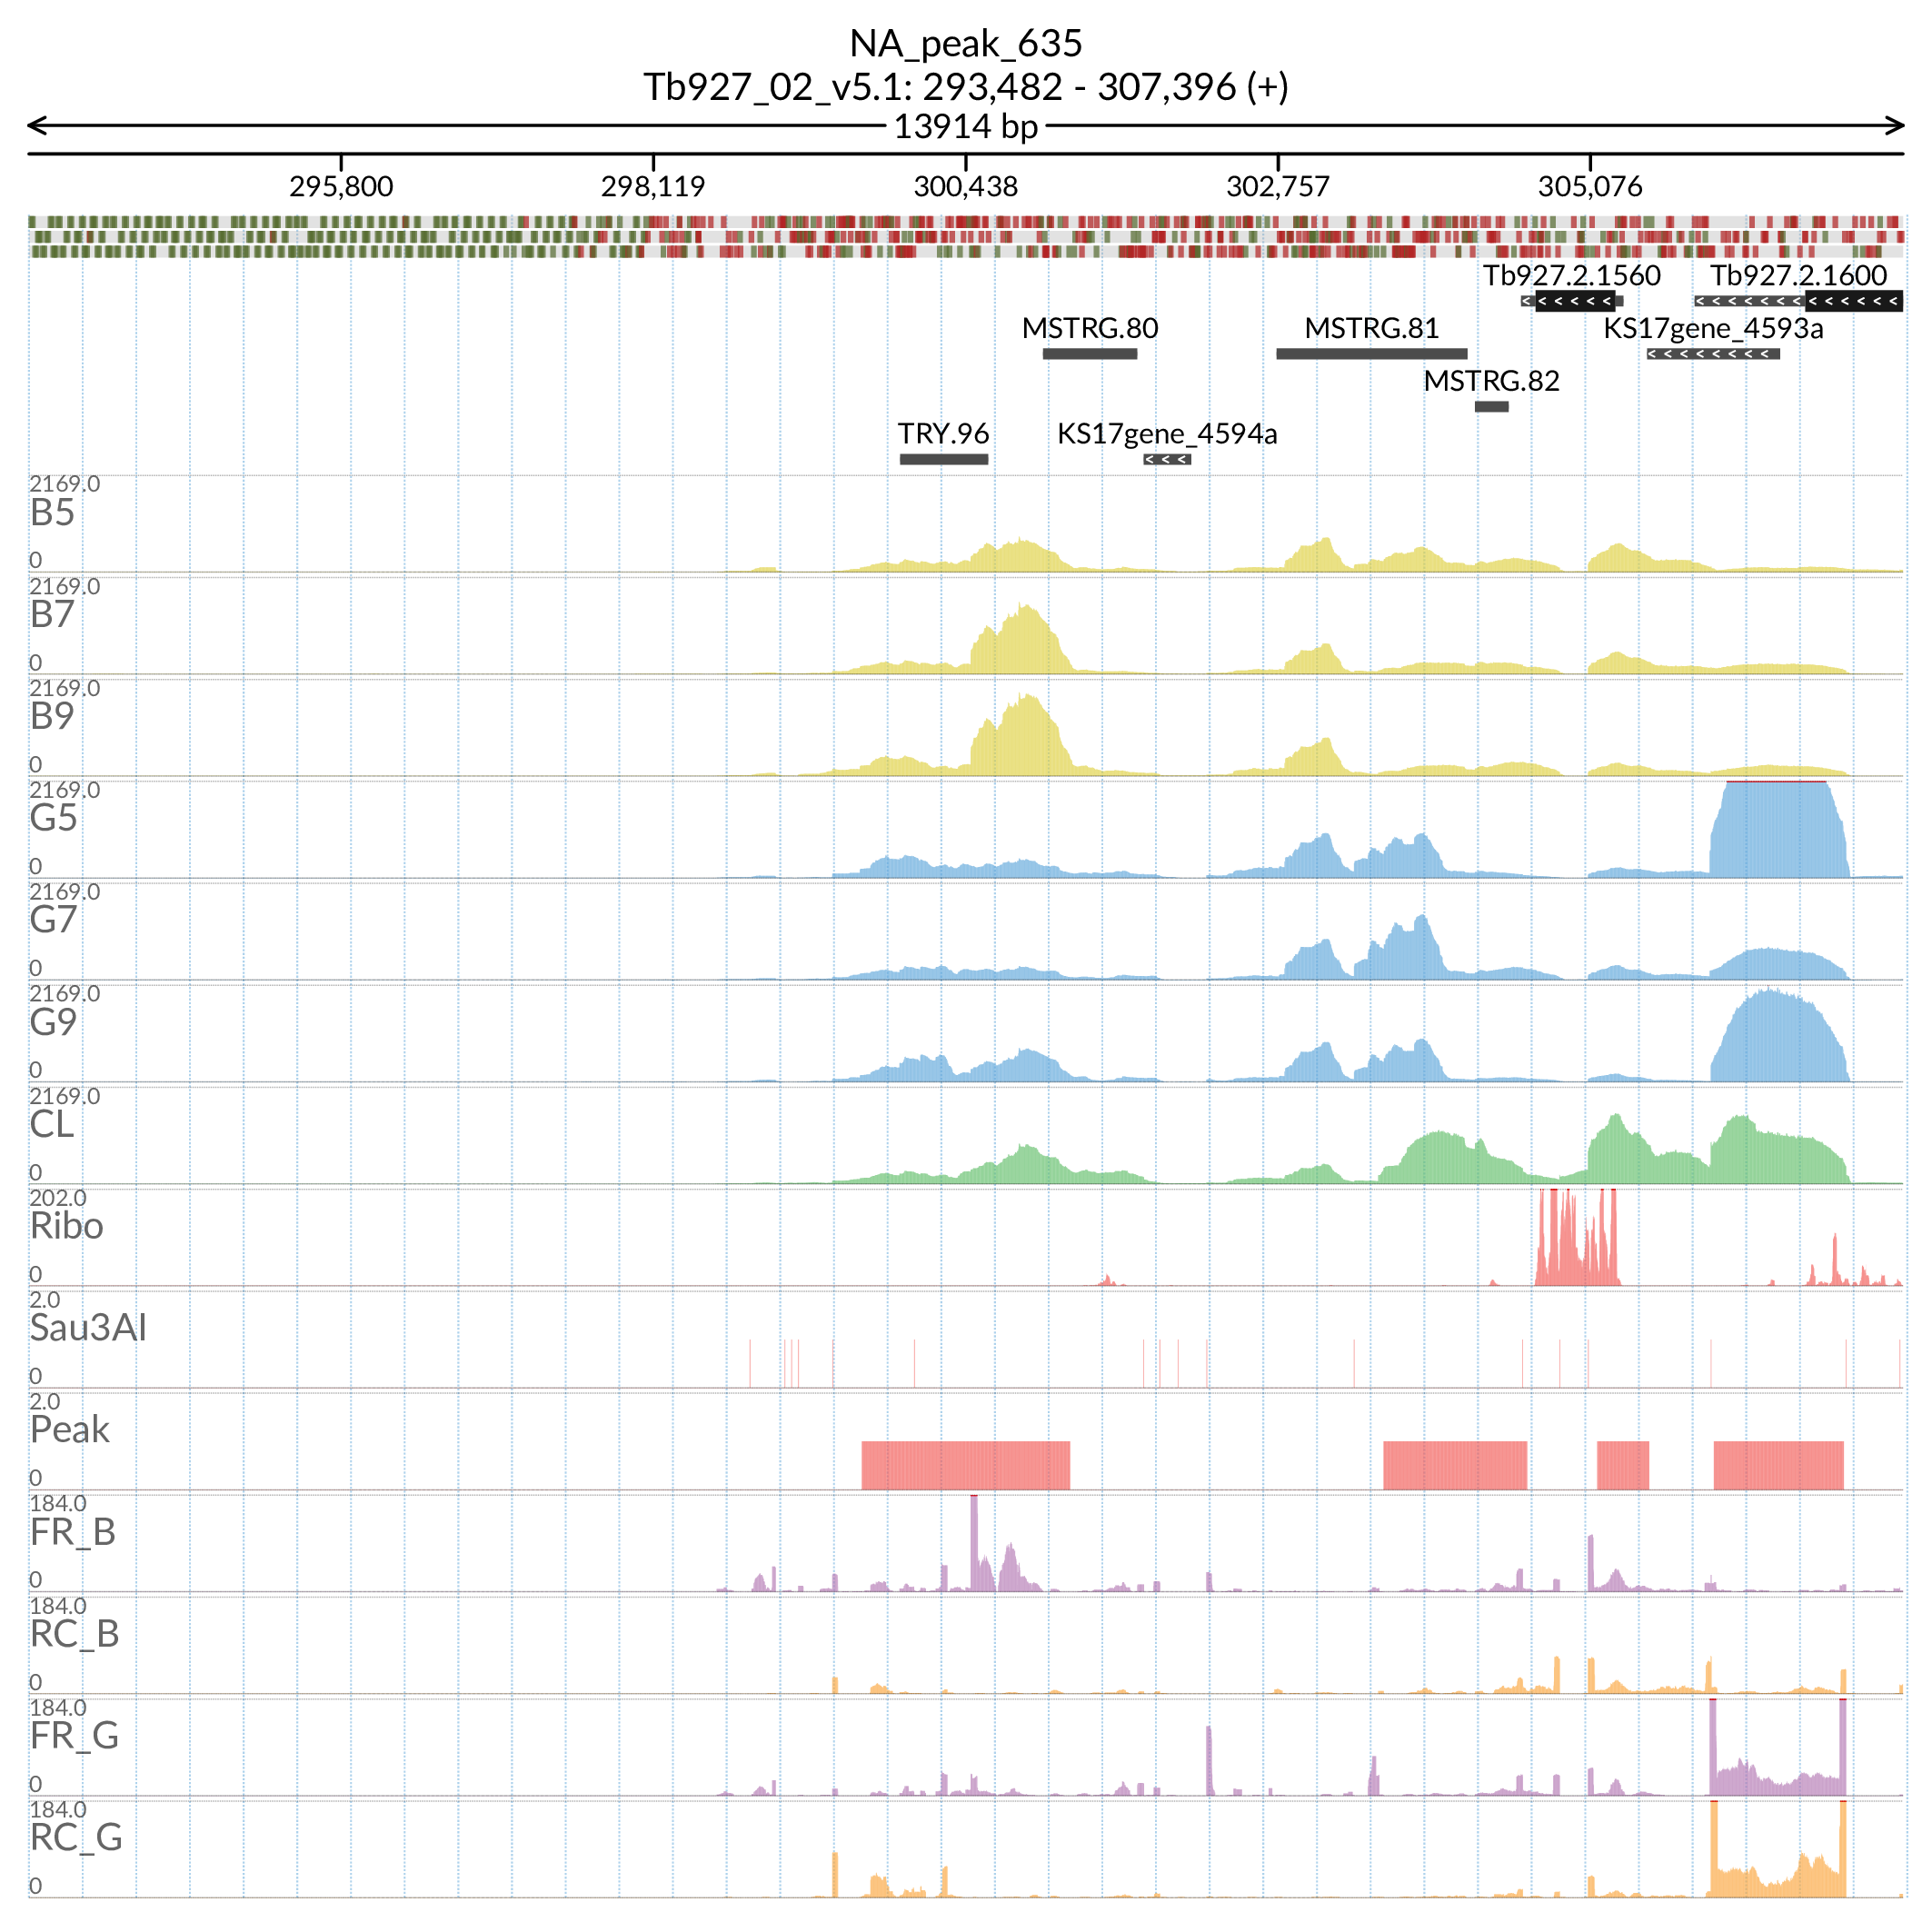 NA_peak_635
Tb927_02_v5.1: 293,482 - 307,396 (+)
13914 bp
295,800 298,119 300,438 302,757 305,076
Tb927.2.1560 Tb927.2.1600
MSTRG.80 MSTRG.81 KS17gene_4593a
MSTRG.82
TRY.96 KS17gene_4594a
2169.0
B5
0
2169.0
B7
0
2169.0
B9
0
2169.0
G5
0
2169.0
G7
0
2169.0
G9
0
2169.0
CL
0
202.0
Ribo
0
2.0
Sau3AI
0
2.0
Peak
0
184.0
FR_B
0
184.0
RC_B
0
184.0
FR_G
0
184.0
RC_G
0